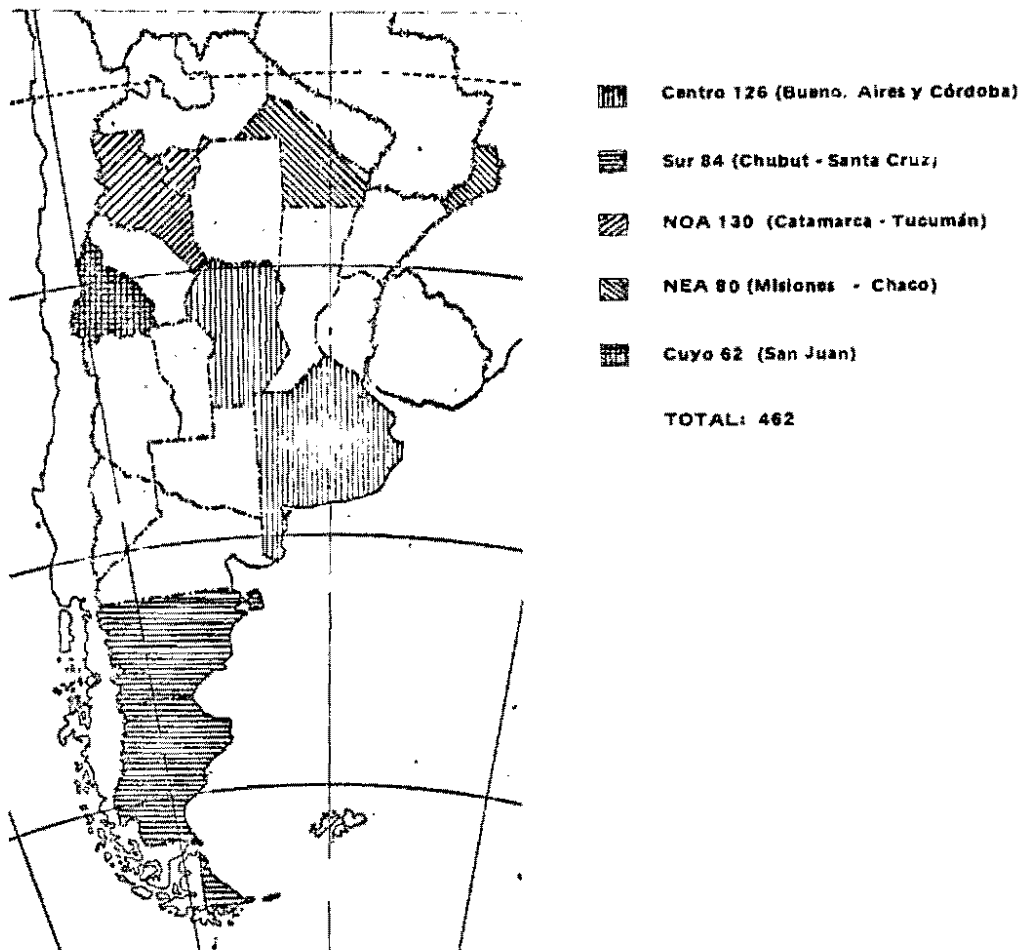 Centro 126 (Bueno. Aires y Córdoba)
Sur 84 (Chubut - Santa Cruz)
NOA 130 (Catamarca - Tucumán)
NEA 80 (Misiones - Chaco)
Cuyo 62 (San Juan)
TOTAL: 462